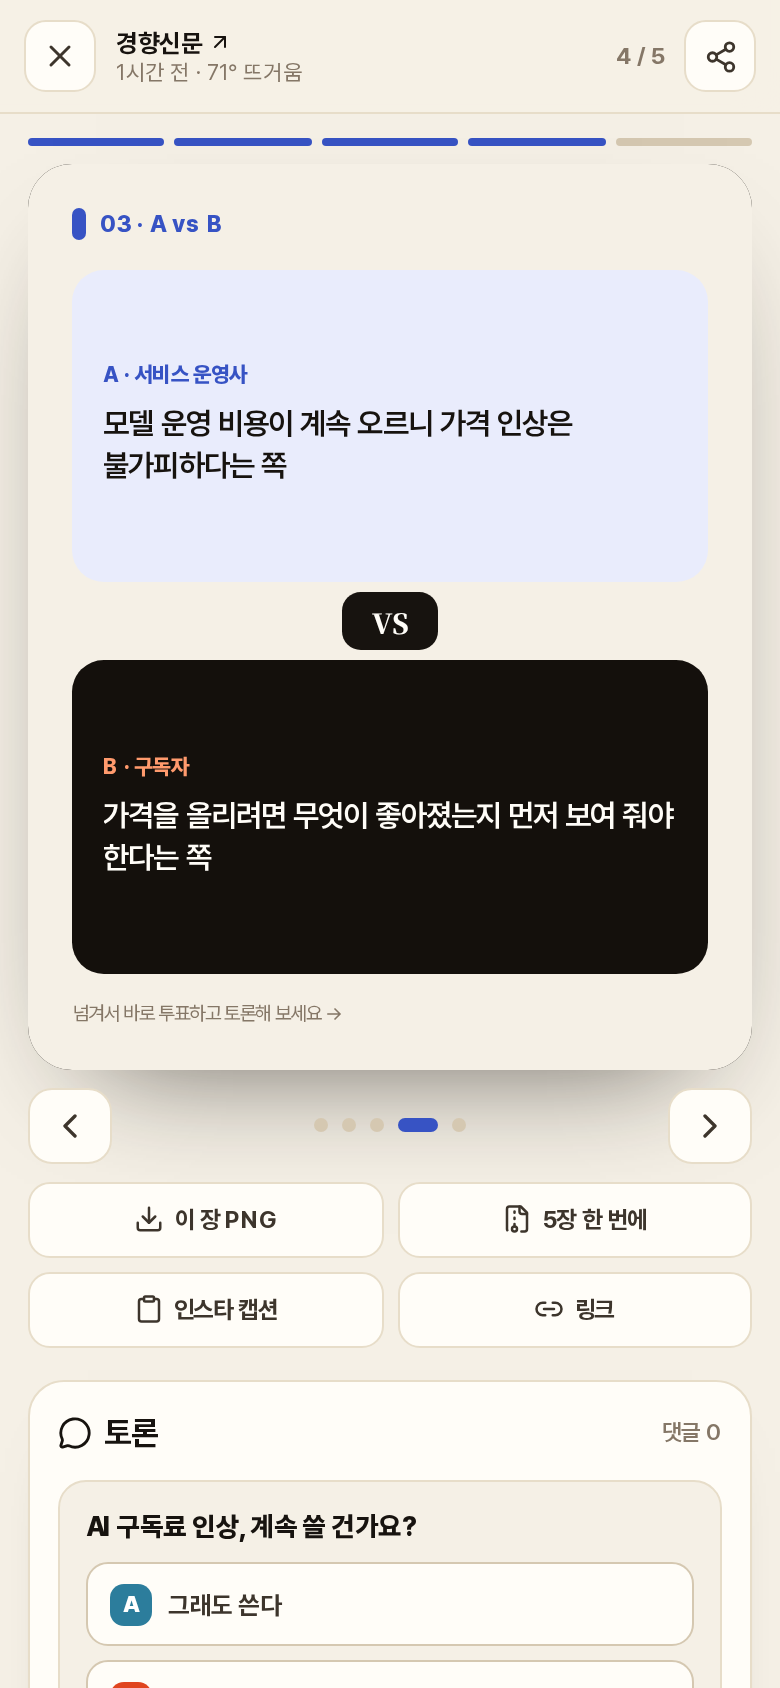 경향신문
1시간 전 · 71° 뜨거움
4 / 5
03 · A vs B
A · 서비스 운영사
모델 운영 비용이 계속 오르니 가격 인상은
불가피하다는 쪽
VS
B · 구독자
가격을 올리려면 무엇이 좋아졌는지 먼저 보여 줘야
한다는 쪽
넘겨서 바로 투표하고 토론해 보세요 →
이 장 PNG
5장 한 번에
인스타 캡션
링크
토론
댓글 0
AI 구독료 인상, 계속 쓸 건가요?
A 그래도 쓴다